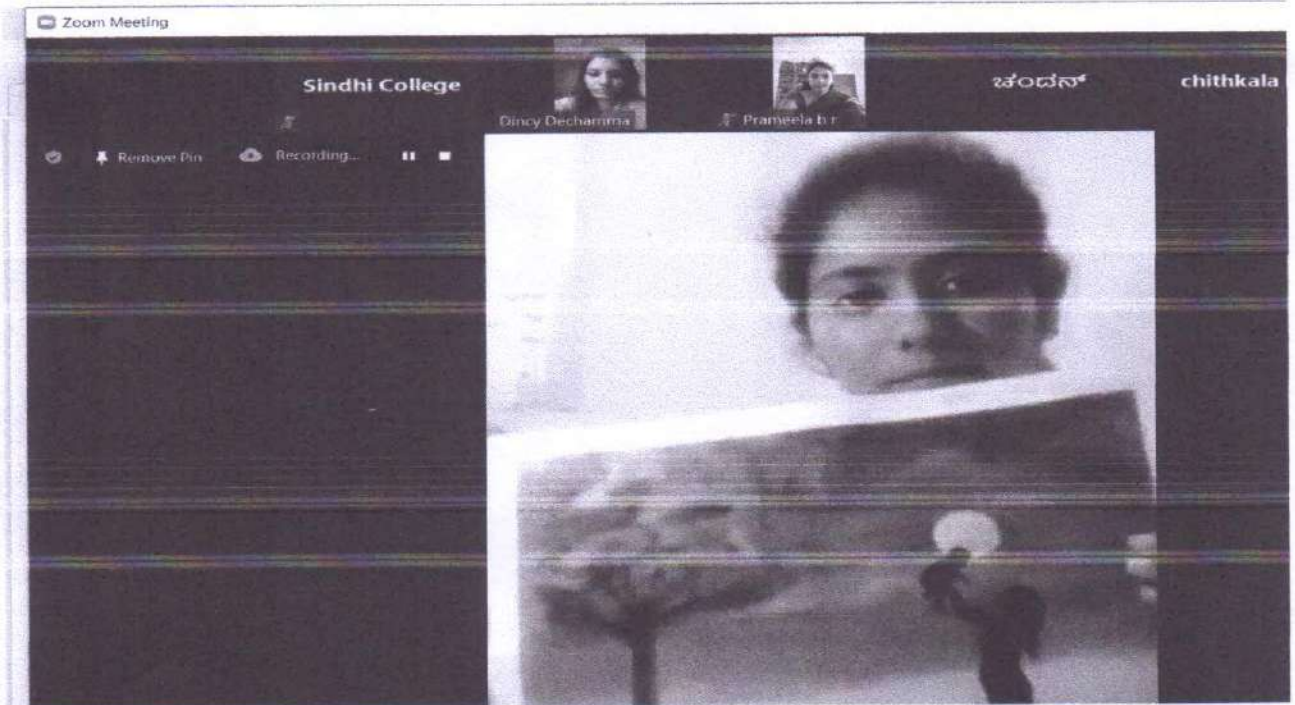 Zoom Meeting
Sindhi College
Dincy Dechamma
Prameela b r
ಚಂದನ್
chithkala
Remove Pin
Recording...